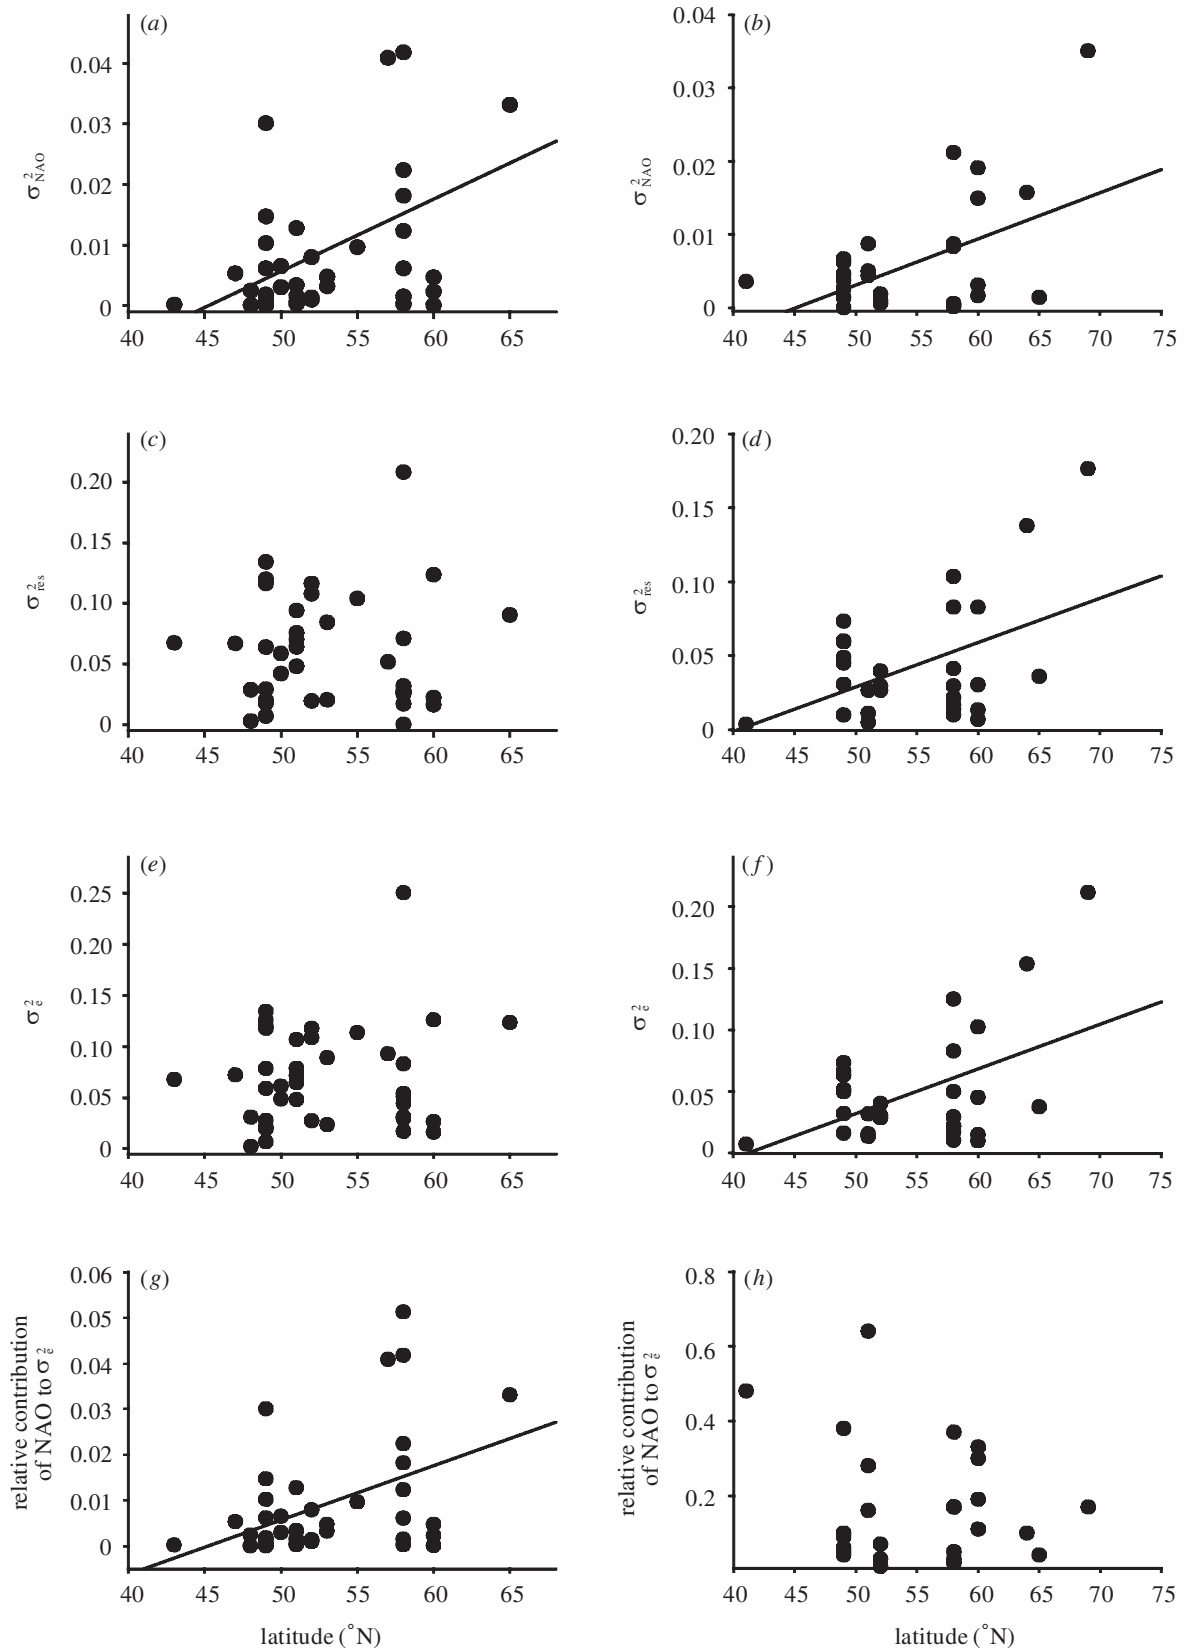 (a)
0.04
0.03
0.02
0.01
0
σ²NAO
40 45 50 55 60 65
(b)
0.04
0.03
0.02
0.01
0
σ²NAO
40 45 50 55 60 65 70 75
(c)
0.20
0.15
0.10
0.05
0
σ²res
40 45 50 55 60 65
(d)
0.20
0.15
0.10
0.05
0
σ²res
40 45 50 55 60 65 70 75
(e)
0.25
0.20
0.15
0.10
0.05
0
σ²e
40 45 50 55 60 65
(f)
0.20
0.15
0.10
0.05
0
σ²e
40 45 50 55 60 65 70 75
(g)
0.06
0.05
0.04
0.03
0.02
0.01
0
relative contribution
of NAO to σ²e
40 45 50 55 60 65
latitude (°N)
(h)
0.8
0.6
0.4
0.2
relative contribution
of NAO to σ²e
40 45 50 55 60 65 70 75
latitude (°N)